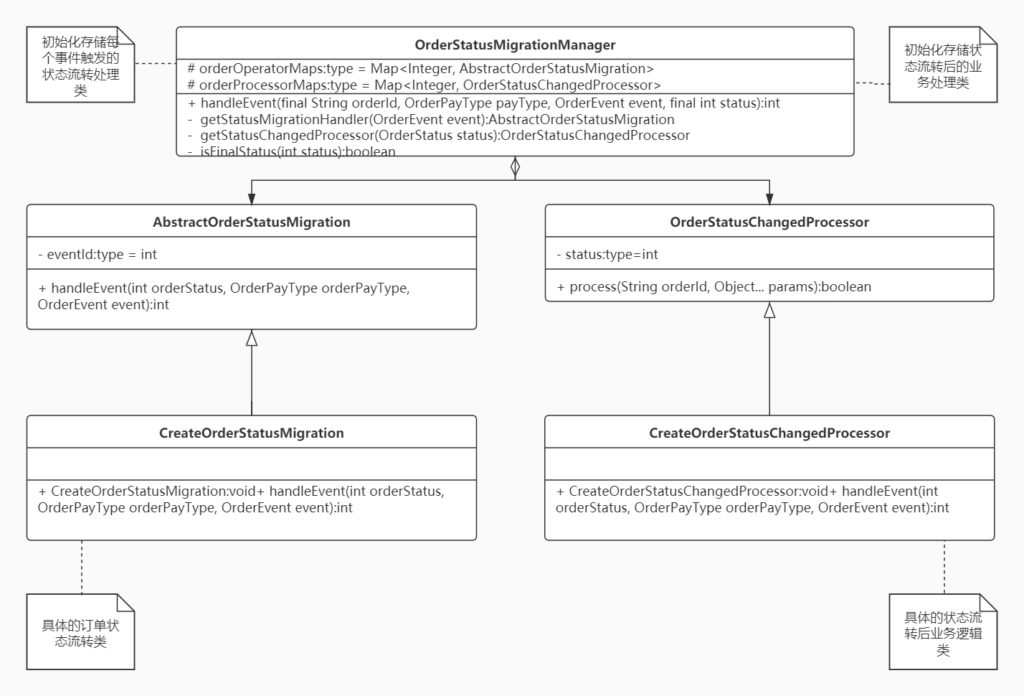 初始化存储每
个事件触发的
状态流转处理
类
OrderStatusMigrationManager
# orderOperatorMaps:type = Map<Integer, AbstractOrderStatusMigration>
# orderProcessorMaps:type = Map<Integer, OrderStatusChangedProcessor>
+ handleEvent(final String orderId, OrderPayType payType, OrderEvent event, final int status):int
- getStatusMigrationHandler(OrderEvent event):AbstractOrderStatusMigration
- getStatusChangedProcessor(OrderStatus status):OrderStatusChangedProcessor
- isFinalStatus(int status):boolean
初始化存储状
态流转后的业
务处理类
AbstractOrderStatusMigration
- eventId:type = int
+ handleEvent(int orderStatus, OrderPayType orderPayType,
OrderEvent event):int
OrderStatusChangedProcessor
- status:type=int
+ process(String orderId, Object... params):boolean
CreateOrderStatusMigration
+ CreateOrderStatusMigration:void+ handleEvent(int orderStatus,
OrderPayType orderPayType, OrderEvent event):int
CreateOrderStatusChangedProcessor
+ CreateOrderStatusChangedProcessor:void+ handleEvent(int
orderStatus, OrderPayType orderPayType, OrderEvent event):int
具体的订单状
态流转类
具体的状态流
转后业务逻辑
类